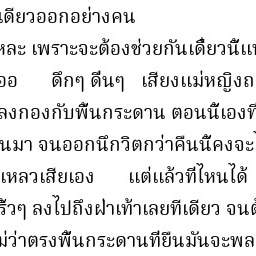 เดียวออกอย่างคน
หละ เพราะจะต้องช่วยกันเดี๋ยวนี้แ
ออ ดึกๆ ดื่นๆ เสียงแม่หญิงถ
ลงกองกับพื้นกระดาน ตอนนี้เองที
นมา จนออกนึกวิตกว่าคืนนี้คงจะ
เหลวเสียเอง แต่แล้วที่ไหนได้
ร็วๆ ลงไปถึงฝ่าเท้าเลยทีเดียว จน
ม่ว่าตรงพื้นกระดานที่ยืนมันจะพล